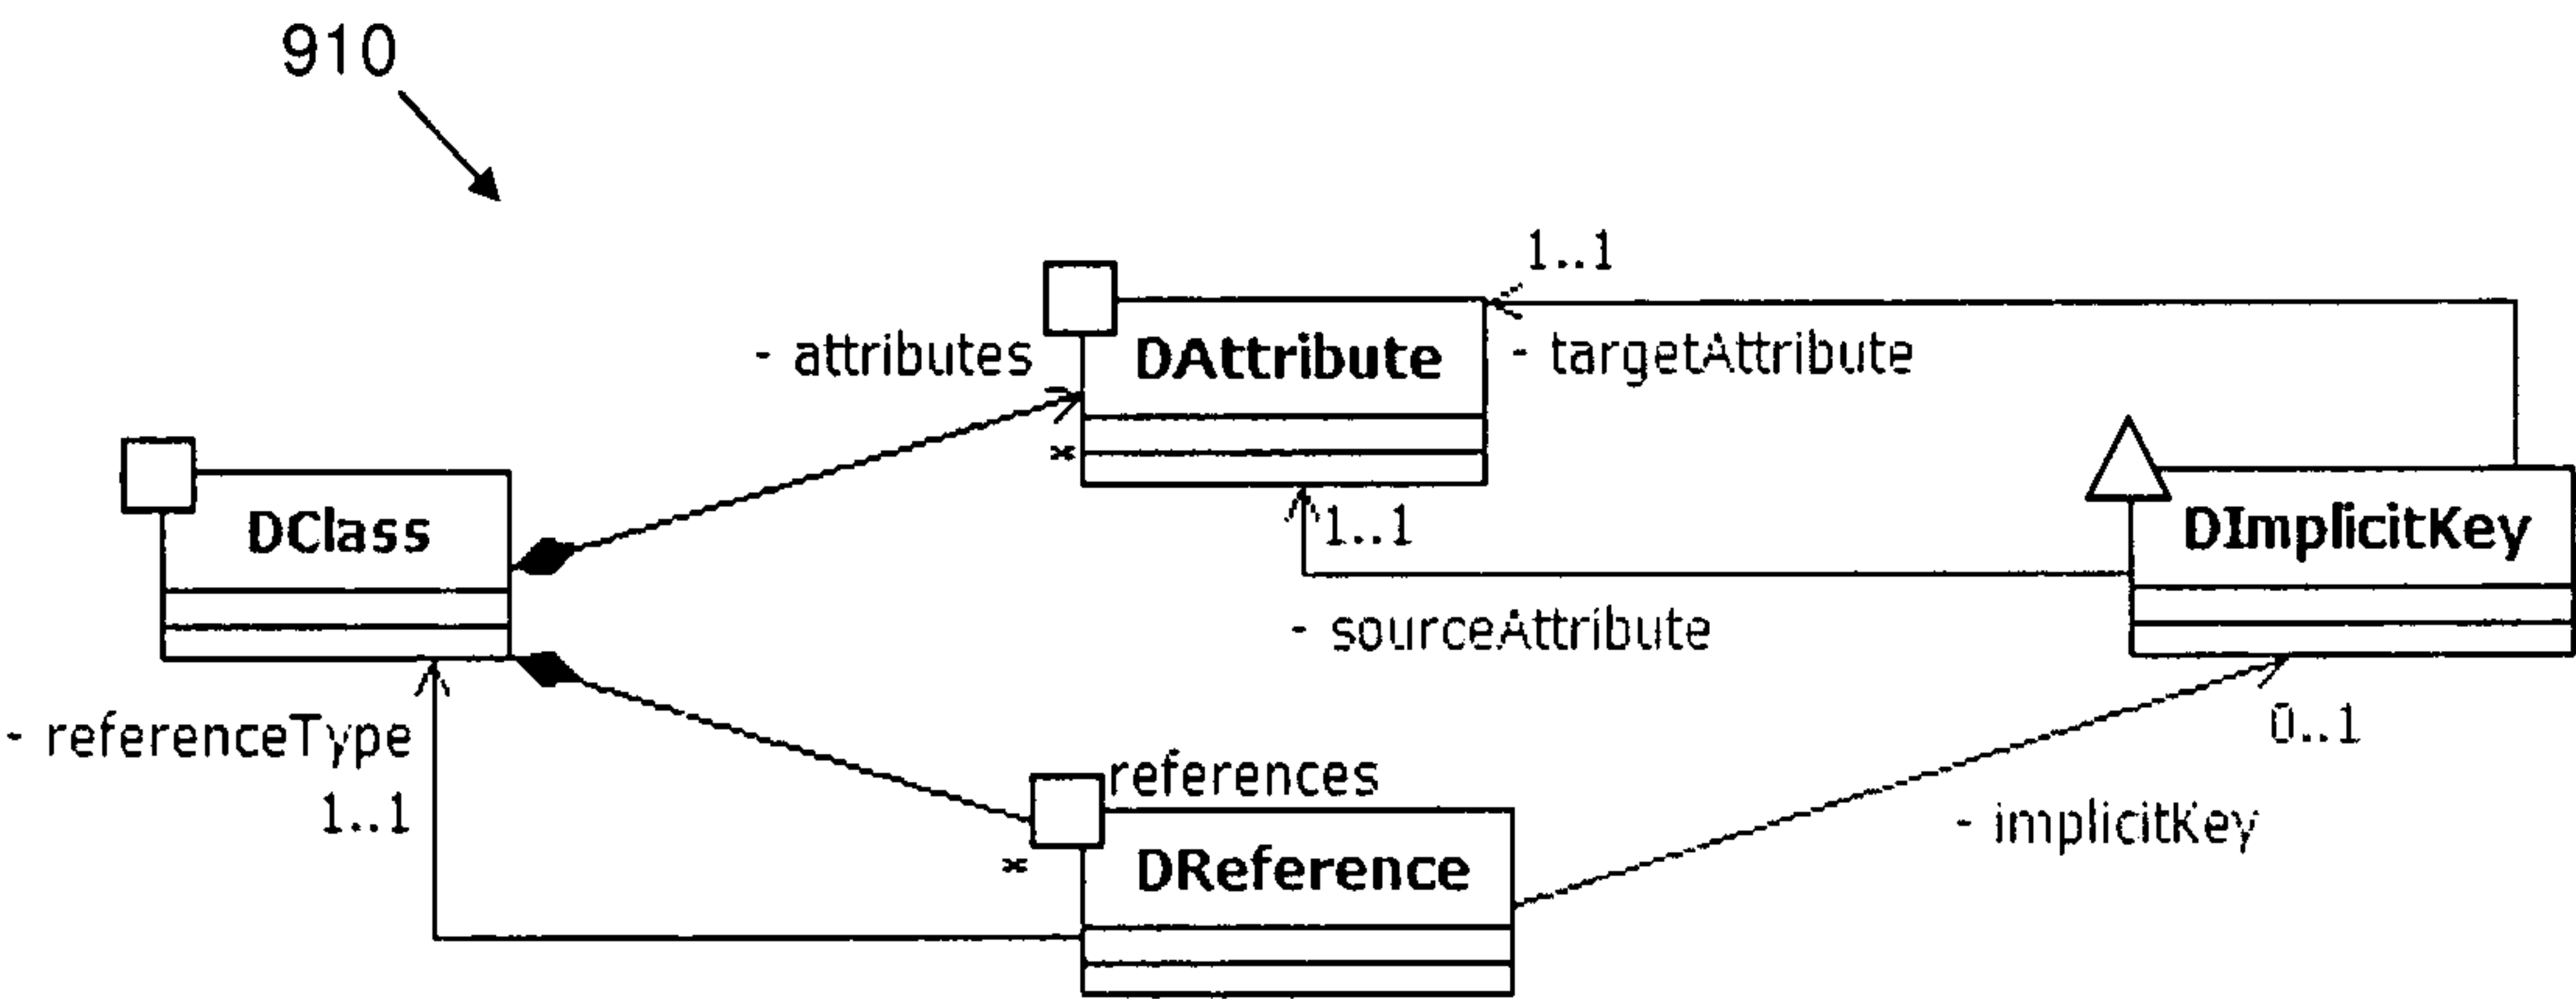 910
1..1
- attributes
DAttribute
- targetAttribute
*
DClass
1..1
DImplicitKey
- sourceAttribute
- referenceType
1..1
references
*
DReference
0..1
- implicitKey